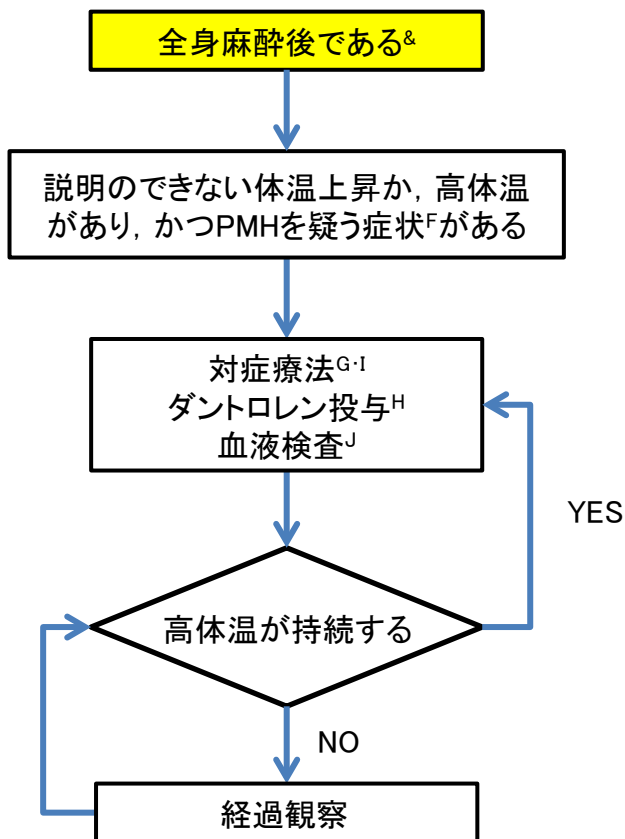 全身麻酔後である&
説明のできない体温上昇か，高体温
があり，かつPMHを疑う症状Fがある
対症療法G･I
ダントロレン投与H
血液検査J
YES
高体温が持続する
NO
経過観察